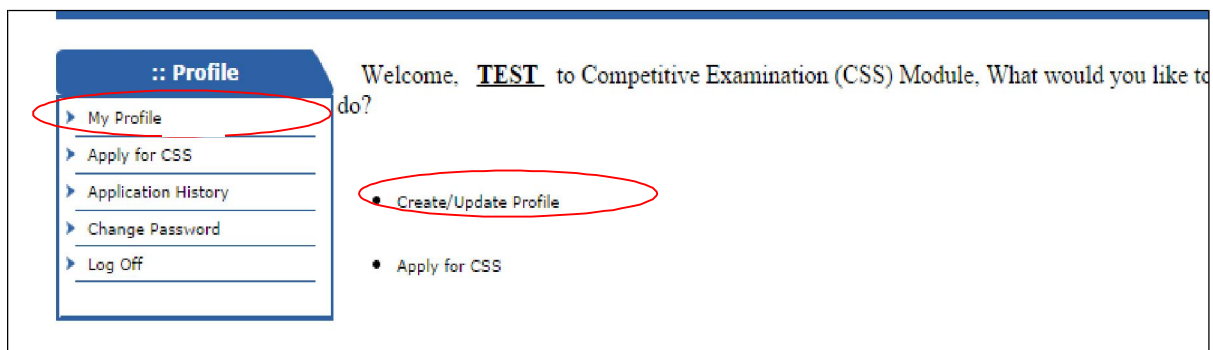 :: Profile
My Profile
Apply for CSS
Application History
Change Password
Log Off
Welcome, TEST to Competitive Examination (CSS) Module, What would you like to
do?
Create/Update Profile
Apply for CSS